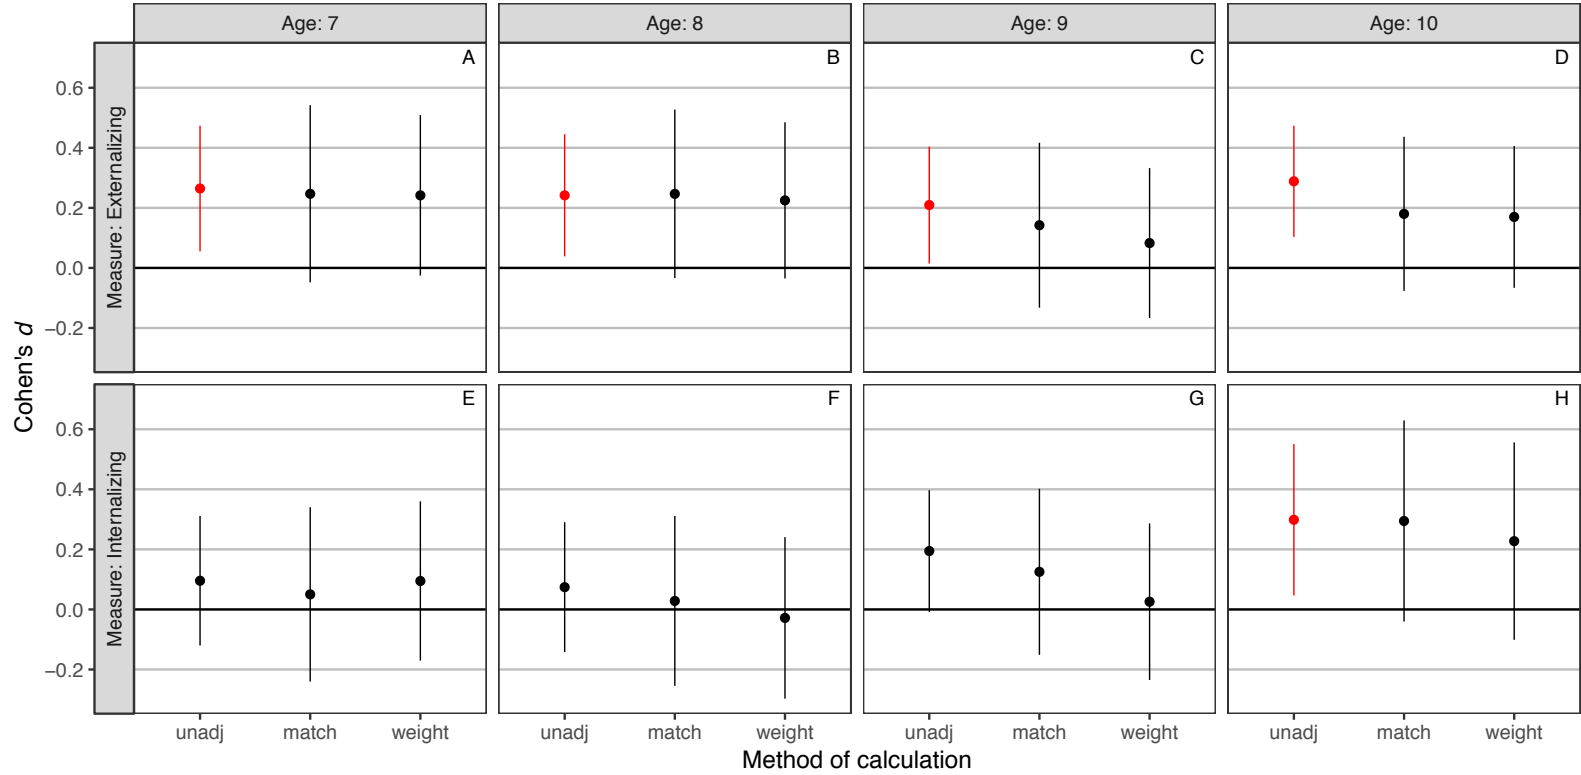 Age: 7
Age: 8
Age: 9
Age: 10
Measure: Externalizing
A
B
C
D
0.6
0.4
0.2
0.0
−0.2
Cohen's d
Measure: Internalizing
E
F
G
H
0.6
0.4
0.2
0.0
−0.2
unadj match weight
unadj match weight
unadj match weight
unadj match weight
Method of calculation